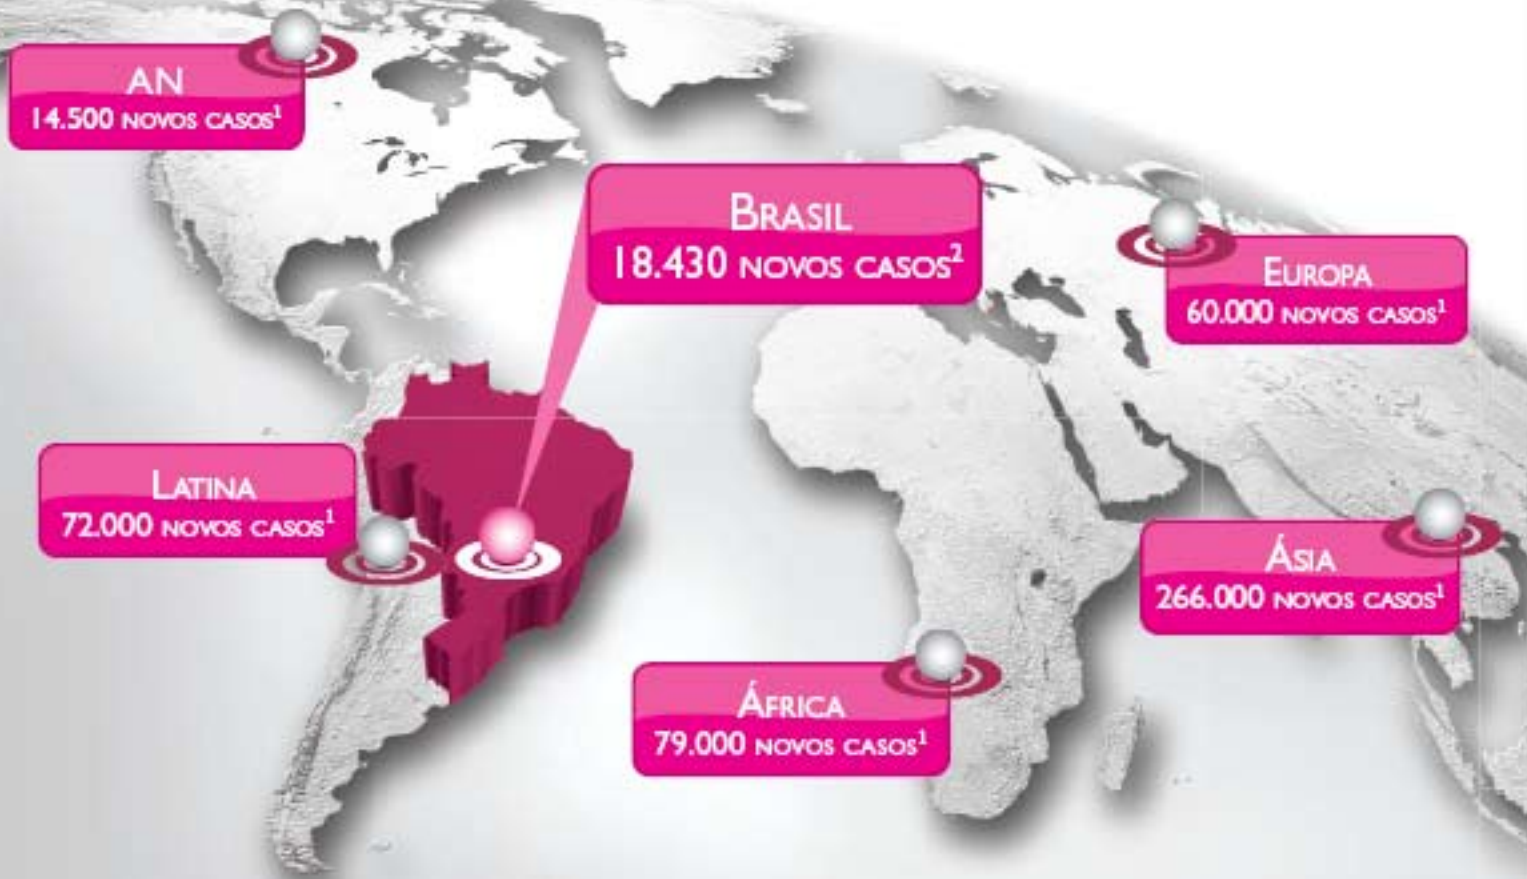 AN
14.500 NOVOS CASOS¹
BRASIL
18.430 NOVOS CASOS²
EUROPA
60.000 NOVOS CASOS¹
LATINA
72.000 NOVOS CASOS¹
ÁSIA
266.000 NOVOS CASOS¹
ÁFRICA
79.000 NOVOS CASOS¹